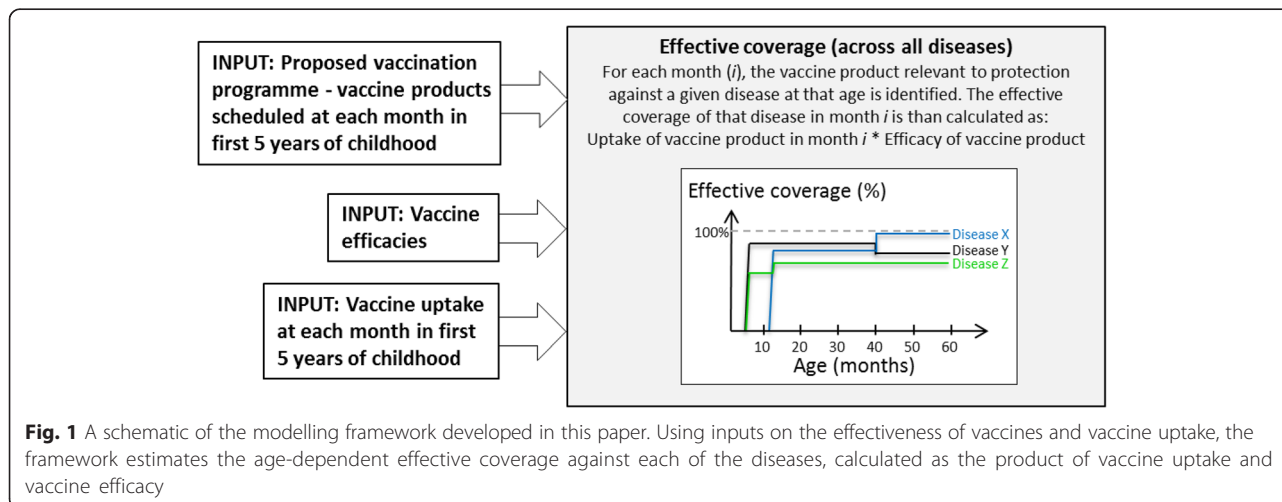 INPUT: Proposed vaccination
programme - vaccine products
scheduled at each month in
first 5 years of childhood
INPUT: Vaccine
efficacies
INPUT: Vaccine uptake
at each month in first
5 years of childhood
Effective coverage (across all diseases)
For each month (i), the vaccine product relevant to protection
against a given disease at that age is identified. The effective
coverage of that disease in month i is than calculated as:
Uptake of vaccine product in month i * Efficacy of vaccine product
Effective coverage (%)
100%
Disease X
Disease Y
Disease Z
10 20 30 40 50 60
Age (months)
Fig. 1 A schematic of the modelling framework developed in this paper. Using inputs on the effectiveness of vaccines and vaccine uptake, the
framework estimates the age-dependent effective coverage against each of the diseases, calculated as the product of vaccine uptake and
vaccine efficacy